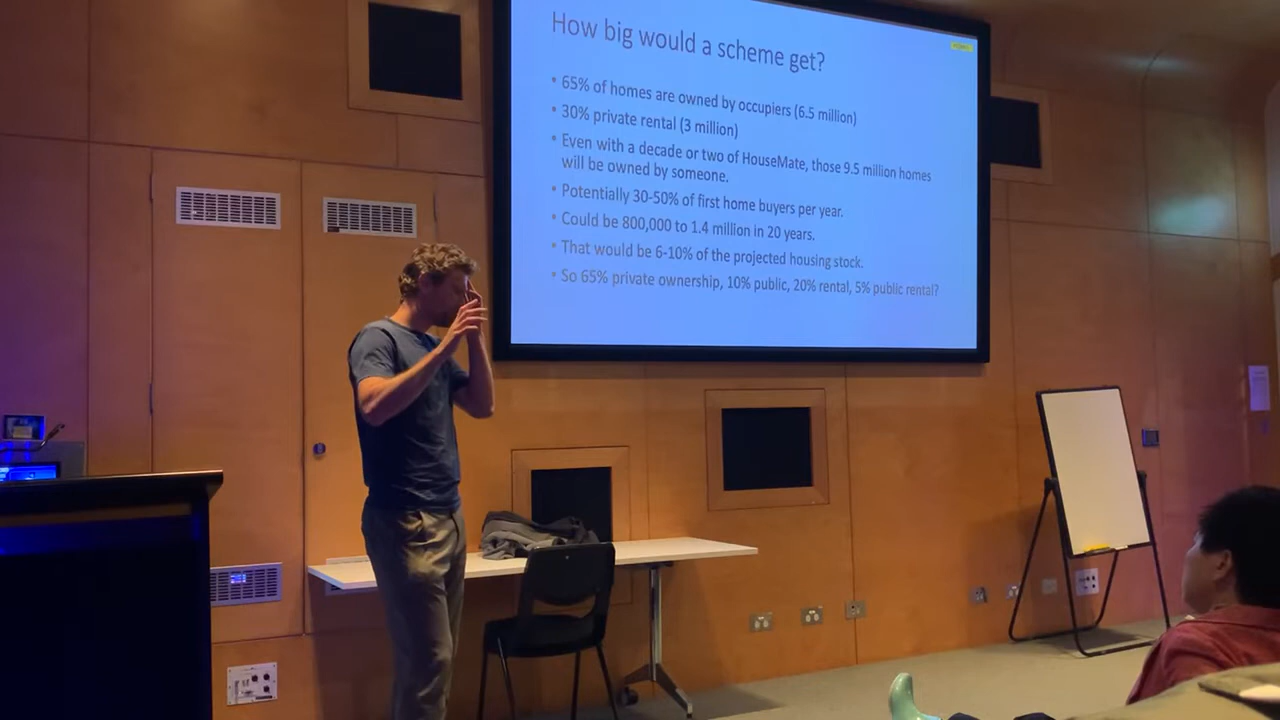 How big would a scheme get?
• 65% of homes are owned by occupiers (6.5 million)
• 30% private rental (3 million)
• Even with a decade or two of HouseMate, those 9.5 million homes
will be owned by someone.
• Potentially 30-50% of first home buyers per year.
• Could be 800,000 to 1.4 million in 20 years.
• That would be 6-10% of the projected housing stock.
• So 65% private ownership, 10% public, 20% rental, 5% public rental?